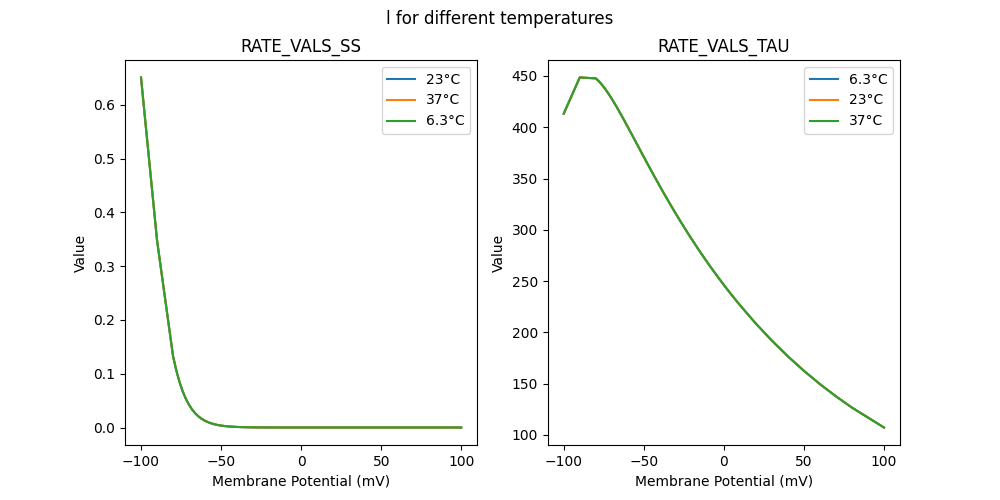 l for different temperatures
RATE_VALS_SS
RATE_VALS_TAU
23°C
37°C
6.3°C
6.3°C
23°C
37°C
Value
0.6
0.5
0.4
0.3
0.2
0.1
0.0
−100
−50
0
50
100
Membrane Potential (mV)
Value
450
400
350
300
250
200
150
100
−100
−50
0
50
100
Membrane Potential (mV)